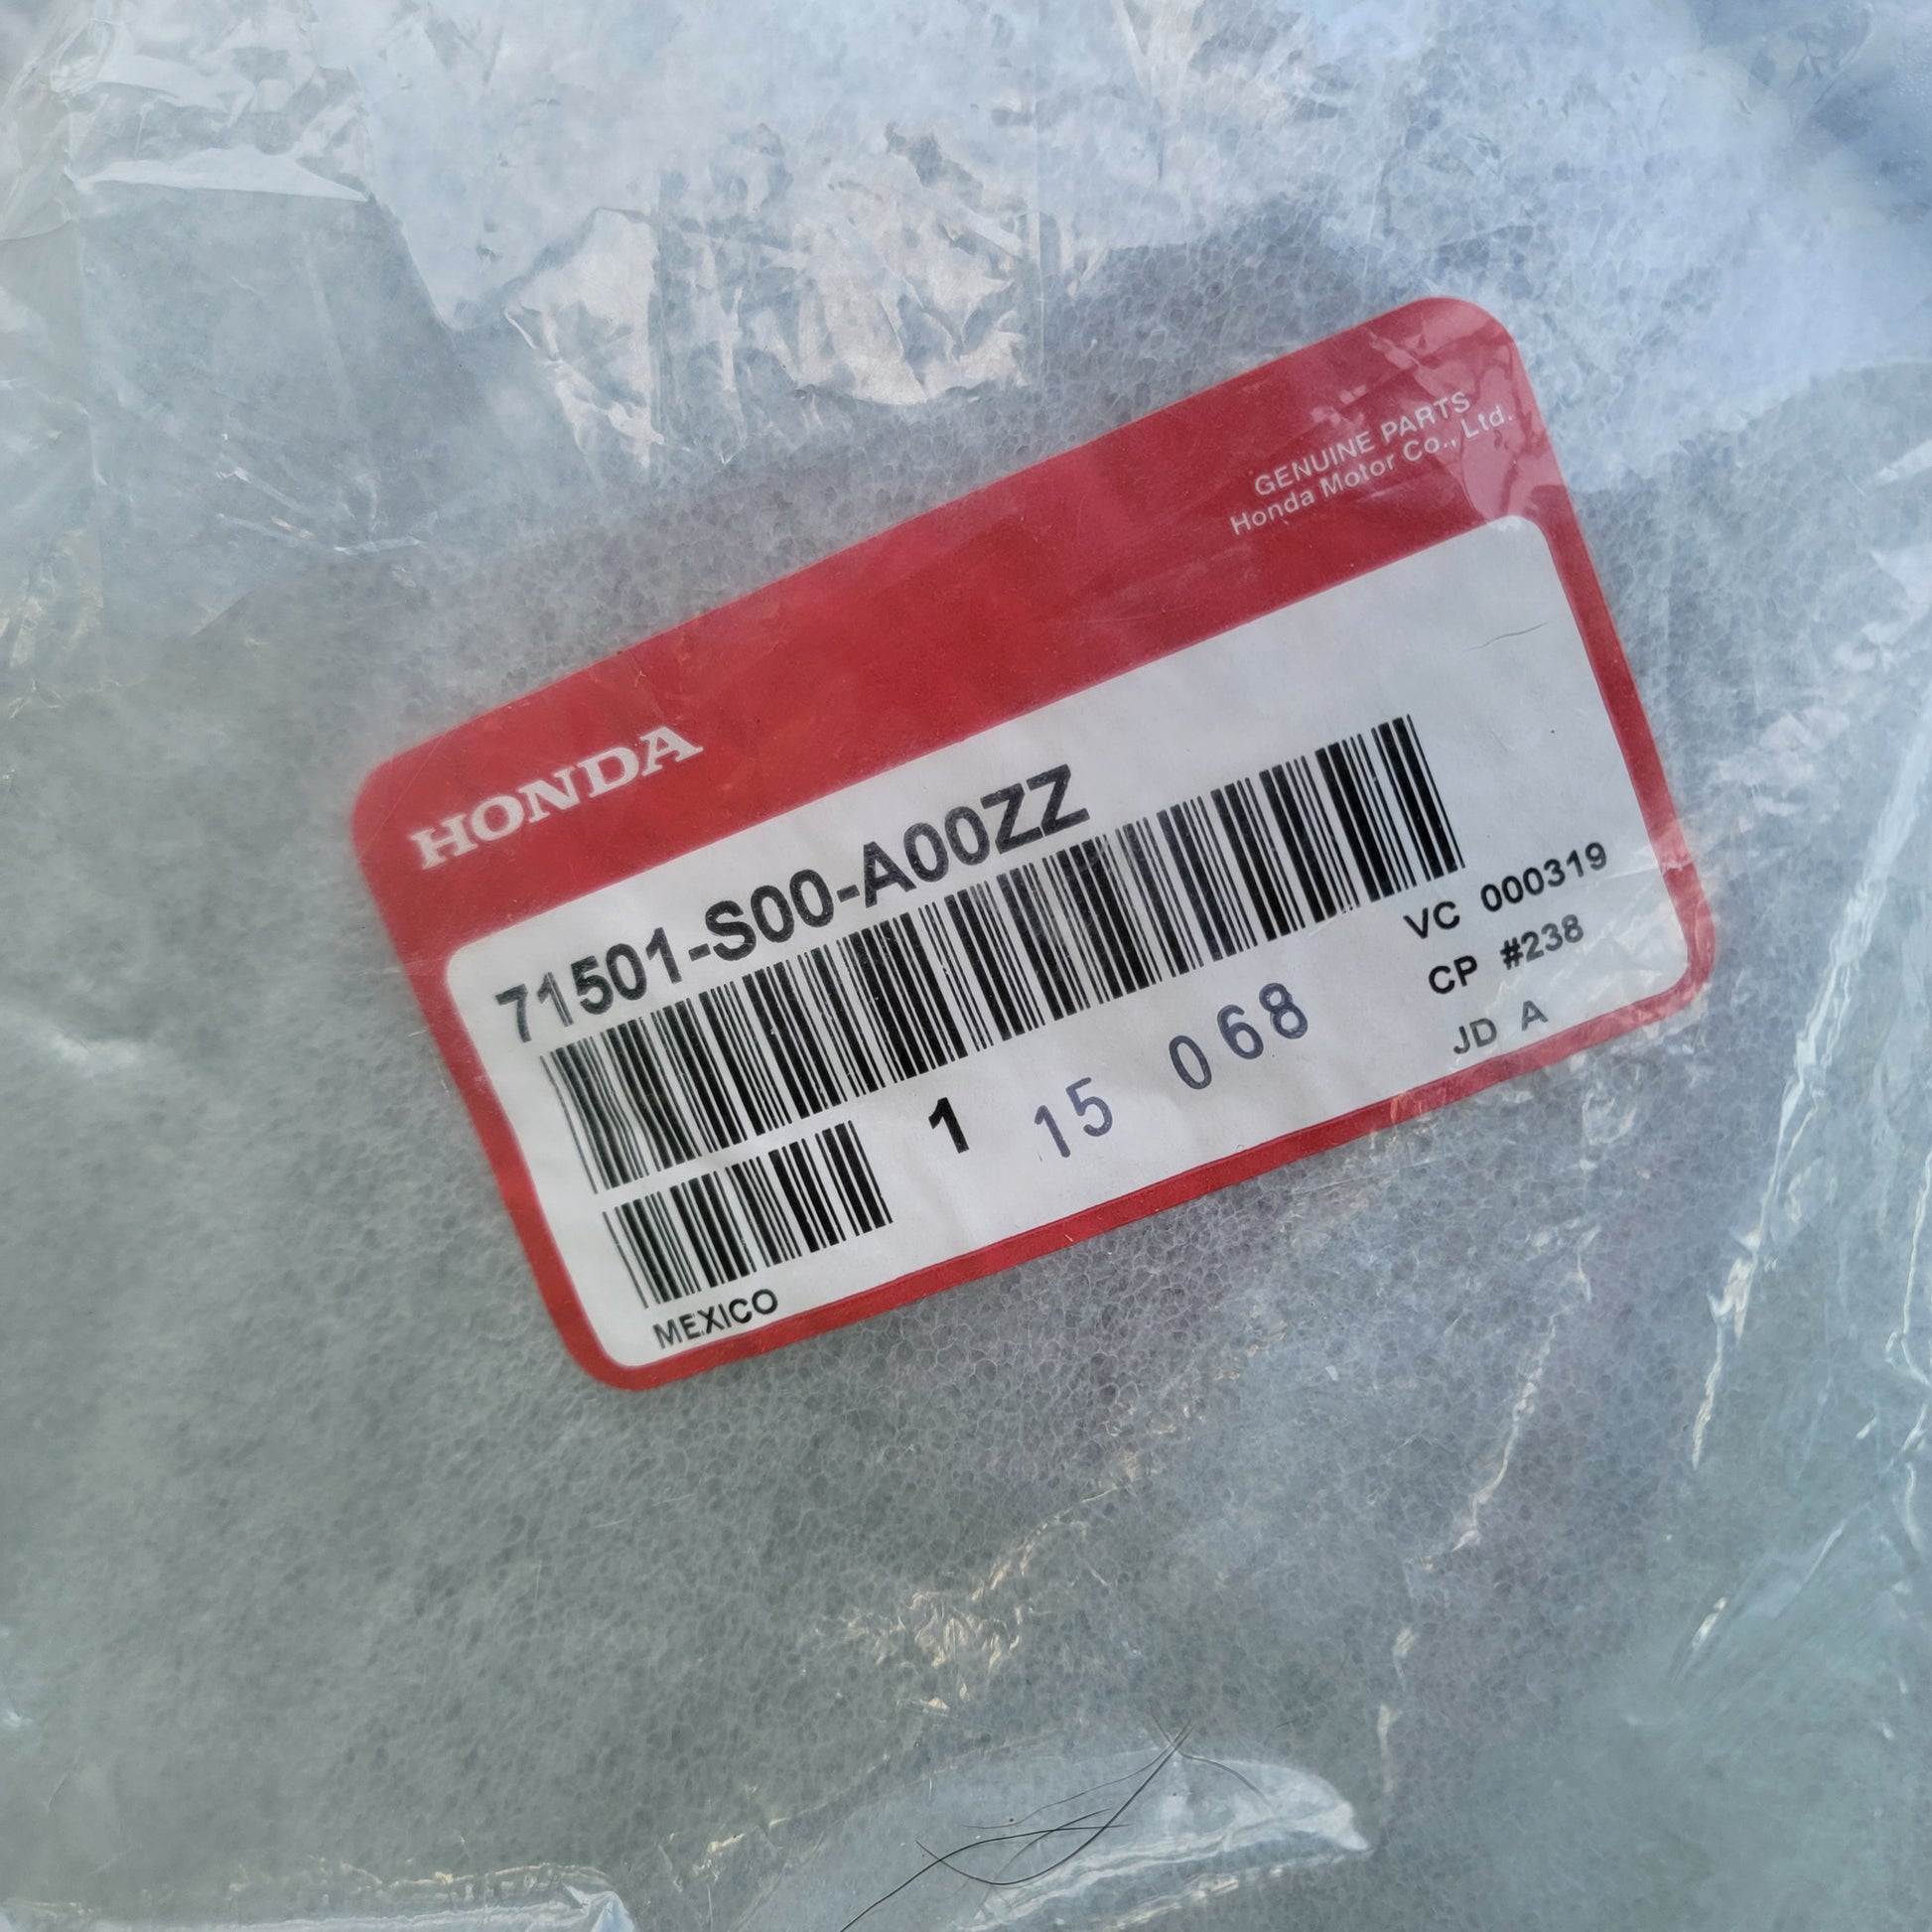 HONDA
GENUINE PARTS
Honda Motor Co., Ltd.
71501-S00-A00ZZ
VC 000319
CP #238
JD A
1 15 068
MEXICO